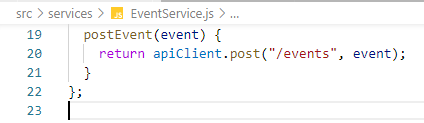 src > services > JS EventService.js > ...
19 postEvent(event) {
20 return apiClient.post("/events", event);
21 }
22 };
23